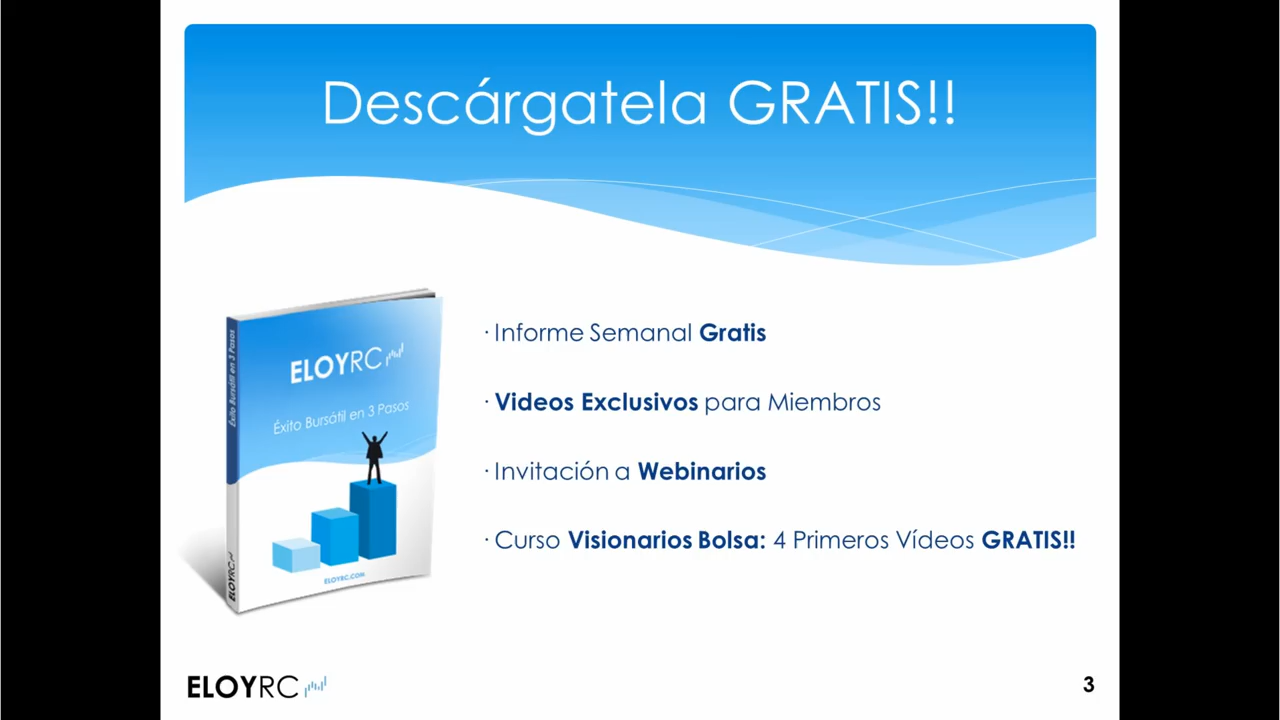 Descárgatela GRATIS!!
Éxito Bursátil en 3 Pasos
ELOYRC
Éxito Bursátil en 3 Pasos
ELOYRC.COM
ELOYRC
· Informe Semanal Gratis
· Videos Exclusivos para Miembros
· Invitación a Webinarios
· Curso Visionarios Bolsa: 4 Primeros Vídeos GRATIS!!
ELOYRC
3